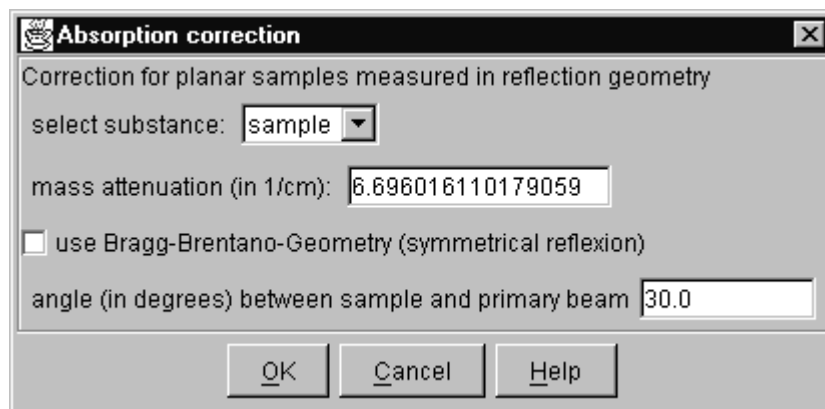 Absorption correction
Correction for planar samples measured in reflection geometry
select substance: sample
mass attenuation (in 1/cm): 6.696016110179059
use Bragg-Brentano-Geometry (symmetrical reflexion)
angle (in degrees) between sample and primary beam 30.0
OK Cancel Help